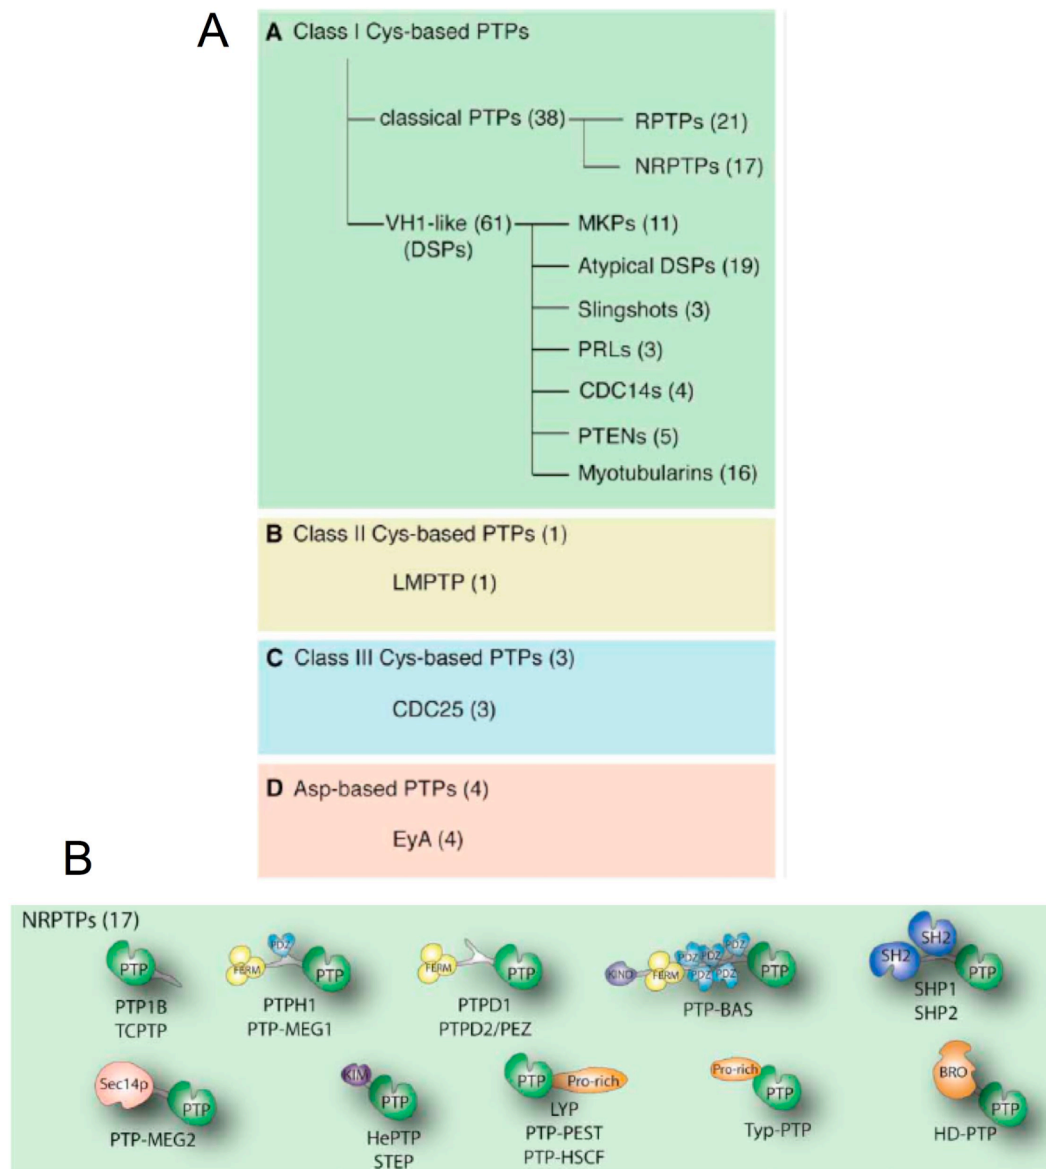 A
A Class I Cys-based PTPs
classical PTPs (38)
RPTPs (21)
NRPTPs (17)
VH1-like (61)
(DSPs)
MKPs (11)
Atypical DSPs (19)
Slingshots (3)
PRLs (3)
CDC14s (4)
PTENs (5)
Myotubularins (16)
B Class II Cys-based PTPs (1)
LMPTP (1)
C Class III Cys-based PTPs (3)
CDC25 (3)
D Asp-based PTPs (4)
EyA (4)
B
NRPTPs (17)
PTP
PTP1B
TCPTP
FERM
PDZ
PTP
PTPH1
PTP-MEG1
FERM
PTP
PTPD1
PTPD2/PEZ
KIND
FERM
PDZ
PDZ
PDZ
PDZ
PDZ
PTP
PTP-BAS
SH2
SH2
PTP
SHP1
SHP2
Sec14p
PTP
PTP-MEG2
KIM
PTP
HePTP
STEP
PTP
Pro-rich
LYP
PTP-PEST
PTP-HSCF
Pro-rich
PTP
Typ-PTP
BRO
PTP
HD-PTP